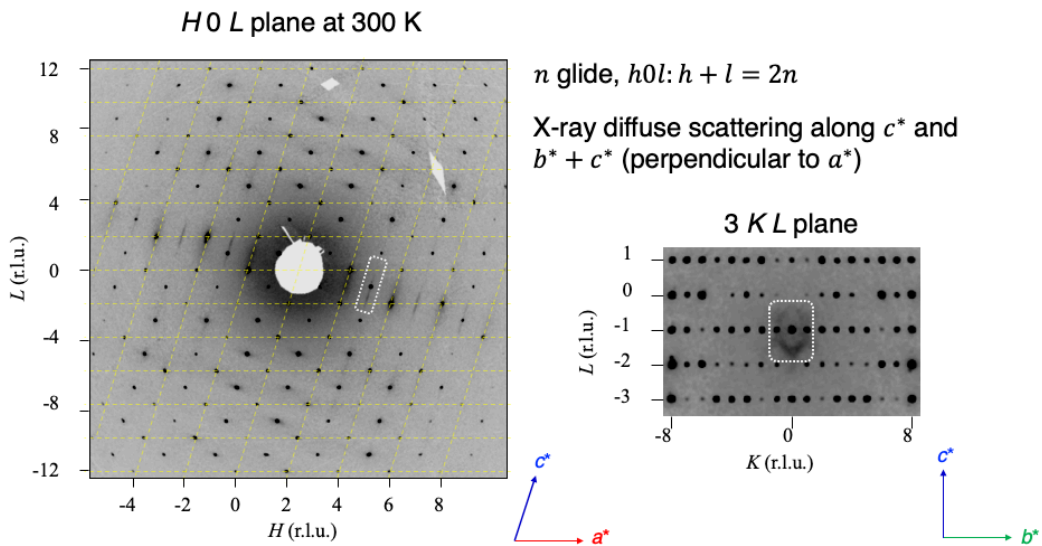 H 0 L plane at 300 K
n glide, h0l: h + l = 2n
X-ray diffuse scattering along c* and
b* + c* (perpendicular to a*)
3 K L plane
12
8
4
0
-4
-8
-12
L (r.l.u.)
-4 -2 0 2 4 6 8
H (r.l.u.)
c*
a*
1
0
-1
-2
-3
L (r.l.u.)
-8 0 8
K (r.l.u.)
c*
b*